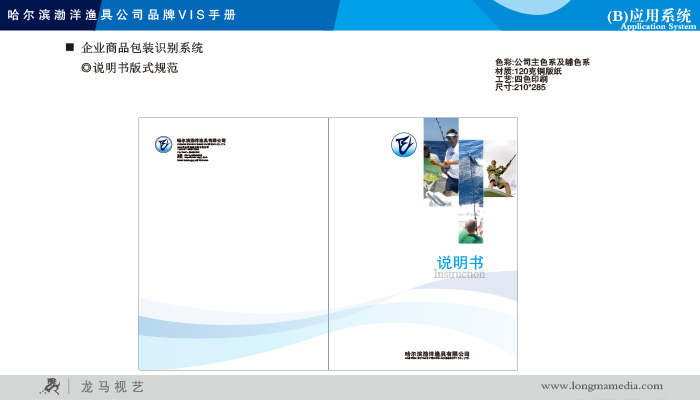 哈尔滨渤洋渔具公司品牌VIS手册
(B)应用系统
Application System
■ 企业商品包装识别系统
◎说明书版式规范
色彩:公司主色系及辅色系
材质:120克铜版纸
工艺:四色印刷
尺寸:210*285
哈尔滨渤洋渔具有限公司
说明书
Instruction
哈尔滨渤洋渔具有限公司
龙马视艺
www.longmamedia.com